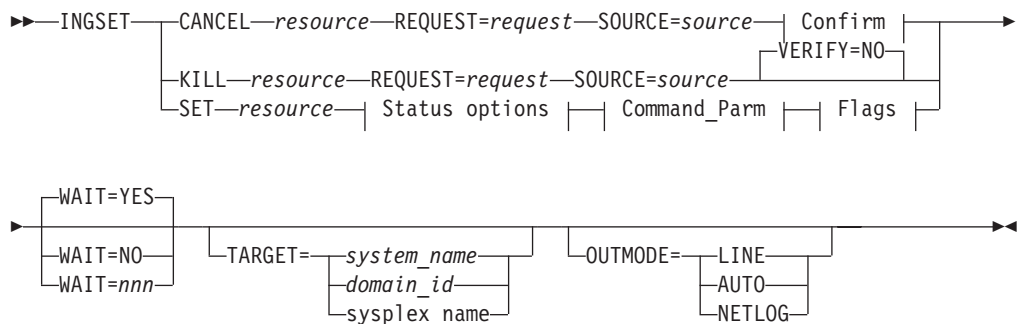 INGSET CANCEL resource REQUEST=request SOURCE=source Confirm
VERIFY=NO
KILL resource REQUEST=request SOURCE=source
SET resource Status options Command_Parm Flags
WAIT=YES
WAIT=NO TARGET= system_name OUTMODE= LINE
WAIT=nnn domain_id AUTO
sysplex name NETLOG